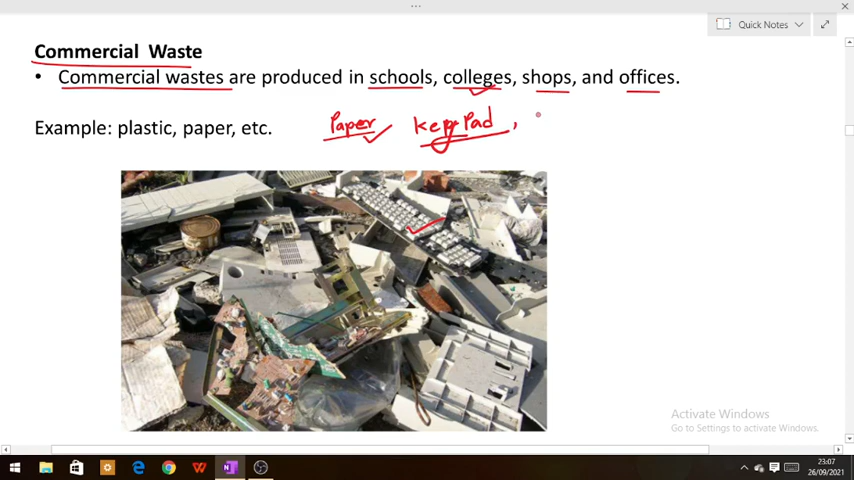 Quick Notes
Commercial Waste
• Commercial wastes are produced in schools, colleges, shops, and offices.
Example: plastic, paper, etc.
Paper keypad,
Activate Windows
Go to Settings to activate Windows.
23:07
26/09/2021